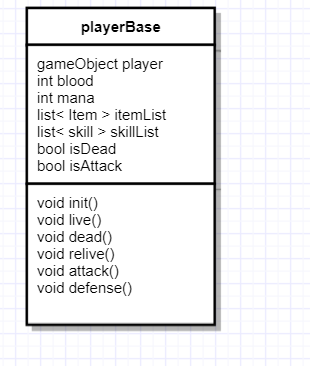 playerBase
gameObject player
int blood
int mana
list< Item > itemList
list< skill > skillList
bool isDead
bool isAttack
void init()
void live()
void dead()
void relive()
void attack()
void defense()